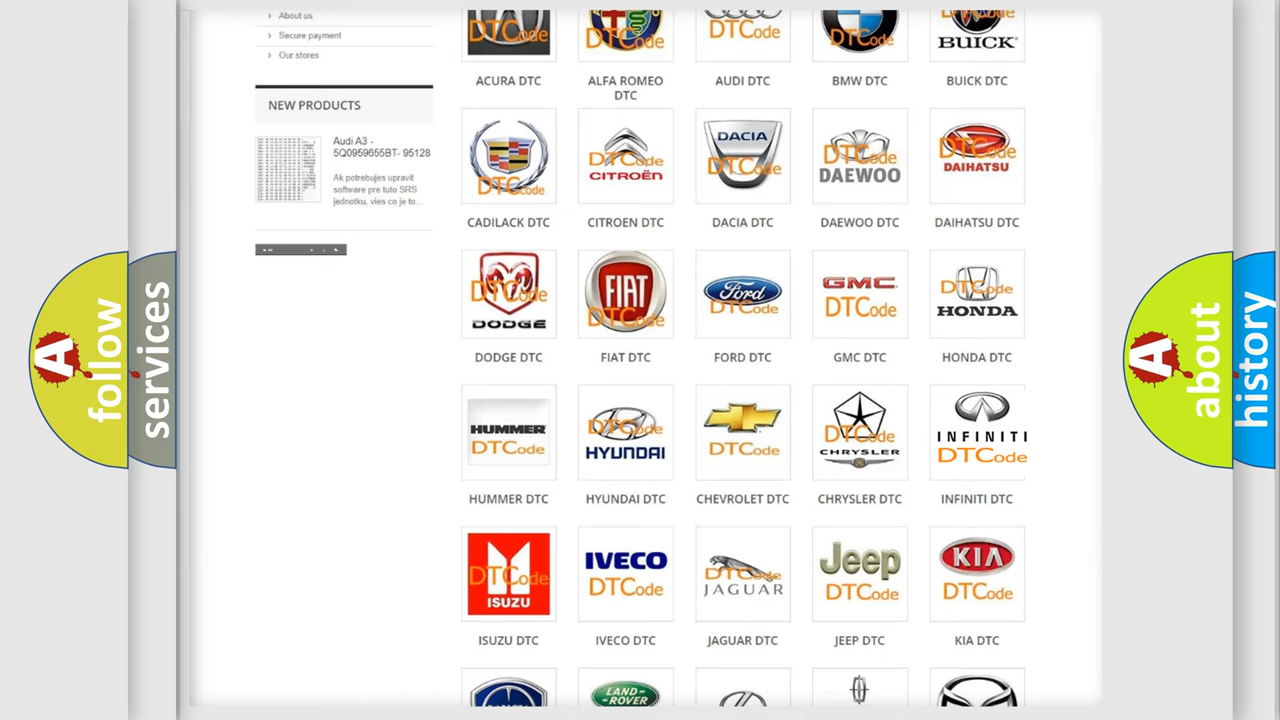 About us
Secure payment
Our stores
NEW PRODUCTS
Audi A3 -
5Q0959655BT- 95128
Ak potrebujes upravit
software pre tuto SRS
jednotku, vies co je to...
DTCode
DTCode
DTCode
DTCode
DTCode
BUICK
ACURA DTC
ALFA ROMEO
DTC
AUDI DTC
BMW DTC
BUICK DTC
DTCode
DTCode
CITROËN
DACIA
DTCode
DTCode
DAEWOO
DTCode
DAIHATSU
CADILACK DTC
CITROEN DTC
DACIA DTC
DAEWOO DTC
DAIHATSU DTC
DTCode
DODGE
FIAT
DTCode
Ford
DTCode
GMC
DTCode
DTCode
HONDA
DODGE DTC
FIAT DTC
FORD DTC
GMC DTC
HONDA DTC
HUMMER
DTCode
DTCode
HYUNDAI
DTCode
DTCode
CHRYSLER
INFINITI
DTCode
HUMMER DTC
HYUNDAI DTC
CHEVROLET DTC
CHRYSLER DTC
INFINITI DTC
DTCode
ISUZU
IVECO
DTCode
DTCode
JAGUAR
Jeep
DTCode
KIA
DTCode
ISUZU DTC
IVECO DTC
JAGUAR DTC
JEEP DTC
KIA DTC
LAND-
ROVER
A
follow
services
A
about
history